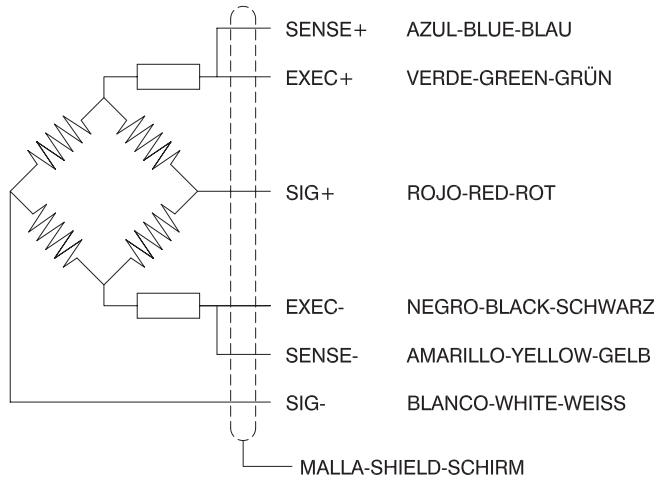 SENSE+ AZUL-BLUE-BLAU
EXEC+ VERDE-GREEN-GRÜN
SIG+ ROJO-RED-ROT
EXEC- NEGRO-BLACK-SCHWARZ
SENSE- AMARILLO-YELLOW-GELB
SIG- BLANCO-WHITE-WEISS
MALLA-SHIELD-SCHIRM